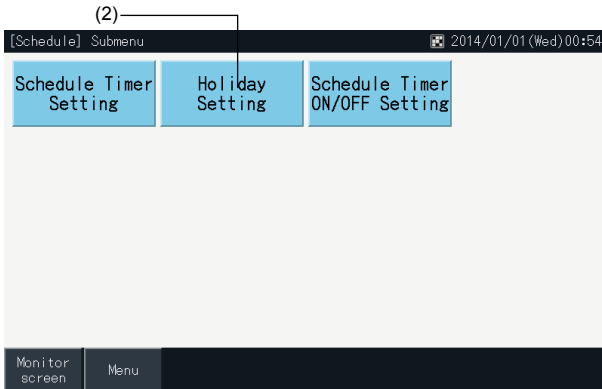 (2)
[Schedule] Submenu 2014/01/01(Wed)00:54
Schedule Timer
Setting
Holiday
Setting
Schedule Timer
ON/OFF Setting
Monitor
screen
Menu